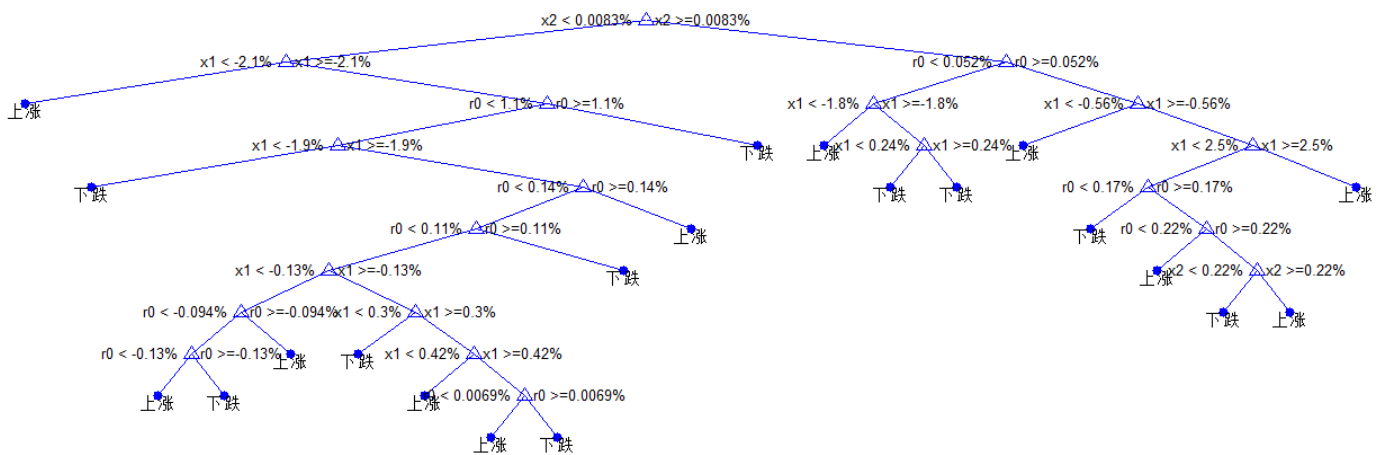 x2 < 0.0083% x2 >=0.0083%
x1 < -2.1% x1 >=-2.1% r0 < 0.052% r0 >=0.052%
上涨 r0 < 1.1% r0 >=1.1% x1 < -1.8% x1 >=-1.8% x1 < -0.56% x1 >=-0.56%
x1 < -1.9% x1 >=-1.9% 下跌 上涨 x1 < 0.24% x1 >=0.24% 上涨 x1 < 2.5% x1 >=2.5%
下跌 r0 < 0.14% r0 >=0.14% 下跌 下跌 r0 < 0.17% r0 >=0.17% 上涨
r0 < 0.11% r0 >=0.11% 上涨 下跌 r0 < 0.22% r0 >=0.22%
x1 < -0.13% x1 >=-0.13% 下跌 上涨 x2 < 0.22% x2 >=0.22%
r0 < -0.094% r0 >=-0.094% x1 < 0.3% x1 >=0.3% 下跌 上涨
r0 < -0.13% r0 >=-0.13% 上涨 下跌 x1 < 0.42% x1 >=0.42%
上涨 下跌 上涨 < 0.0069% r0 >=0.0069%
上涨 下跌